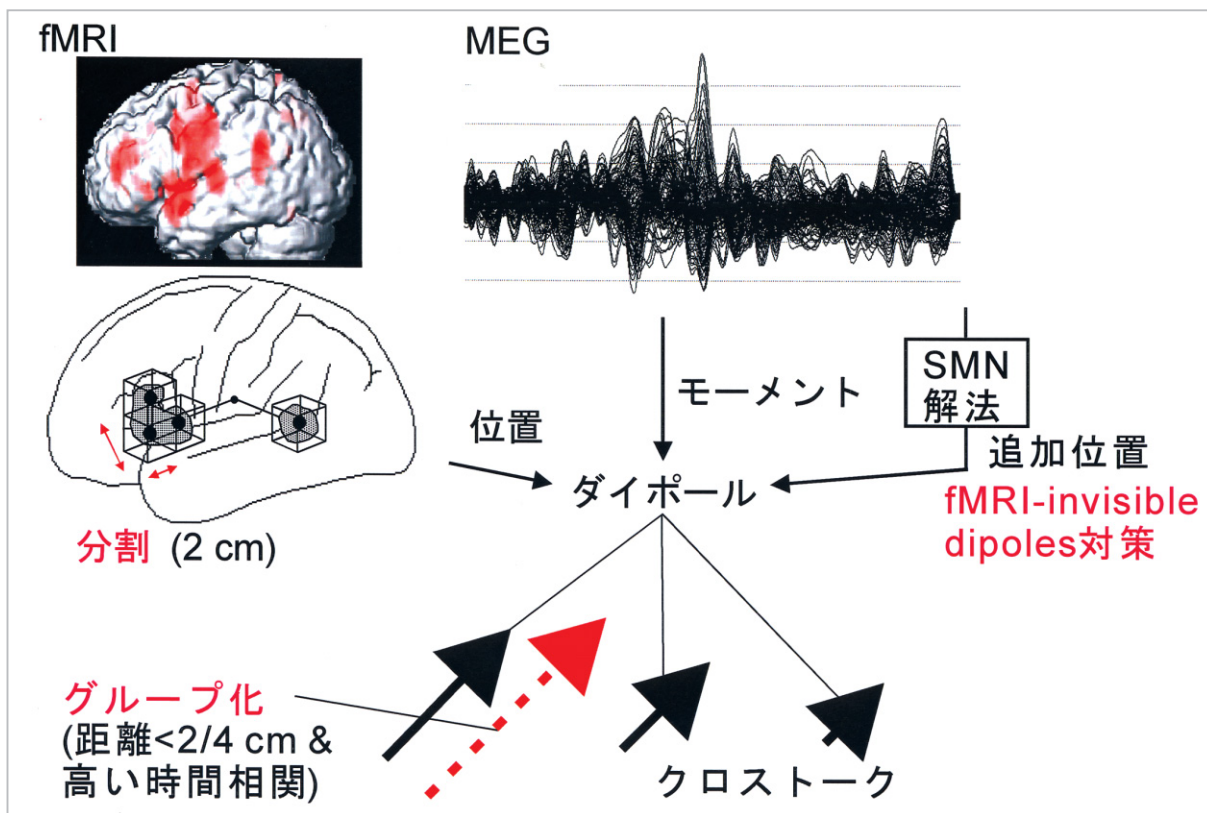 fMRI
MEG
SMN
解法
モーメント
位置
追加位置
ダイポール
fMRI-invisible
dipoles対策
分割 (2 cm)
グループ化
(距離<2/4 cm &
高い時間相関)
クロストーク